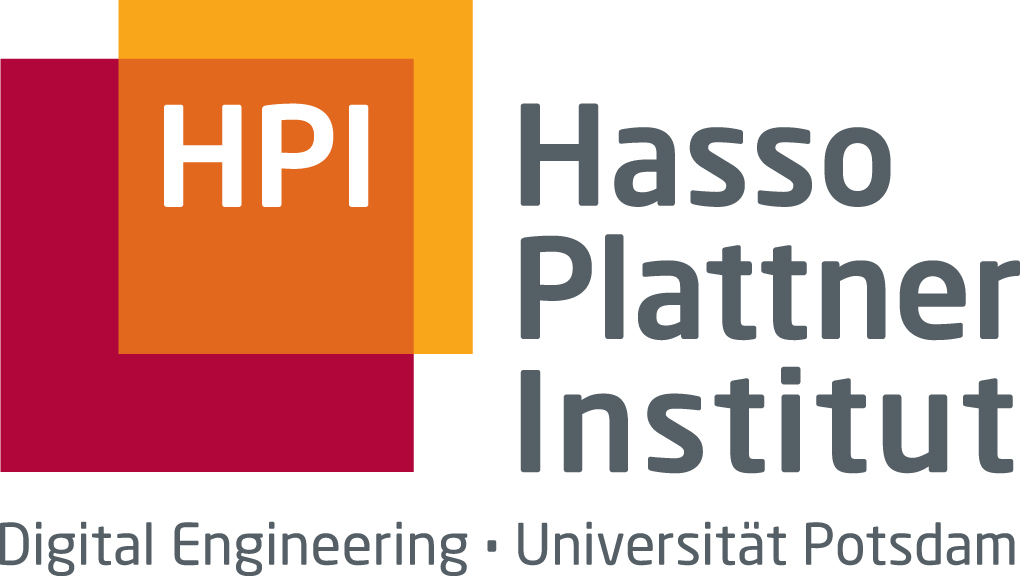 HPI
Hasso
Plattner
Institut
Digital Engineering · Universität Potsdam